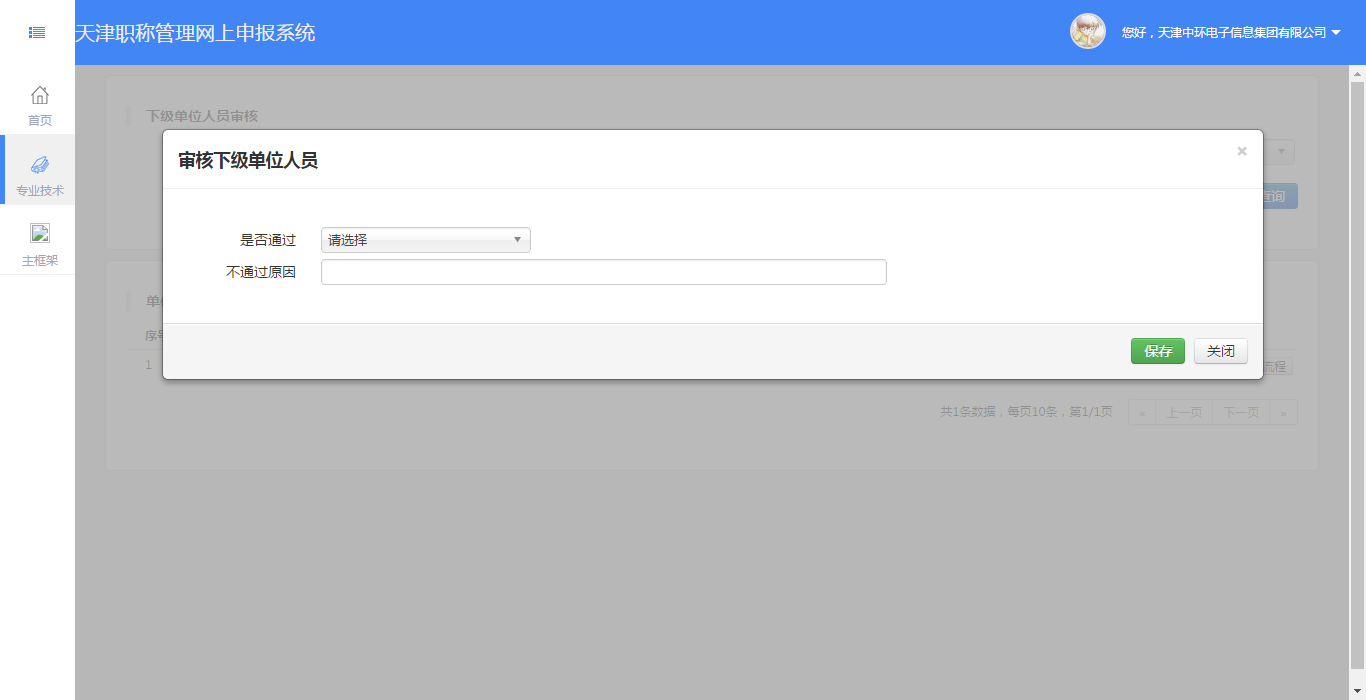 天津职称管理网上申报系统
您好，天津中环电子信息集团有限公司
首页
专业技术
主框架
下级单位人员审核
查询
审核下级单位人员
×
是否通过 请选择
不通过原因
保存 关闭
序号
1
流程
共1条数据，每页10条，第1/1页 « 上一页 下一页 »